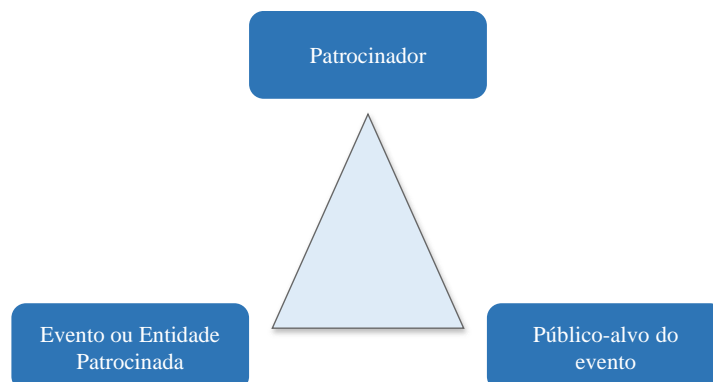 Patrocinador
Evento ou Entidade
Patrocinada
Público-alvo do
evento